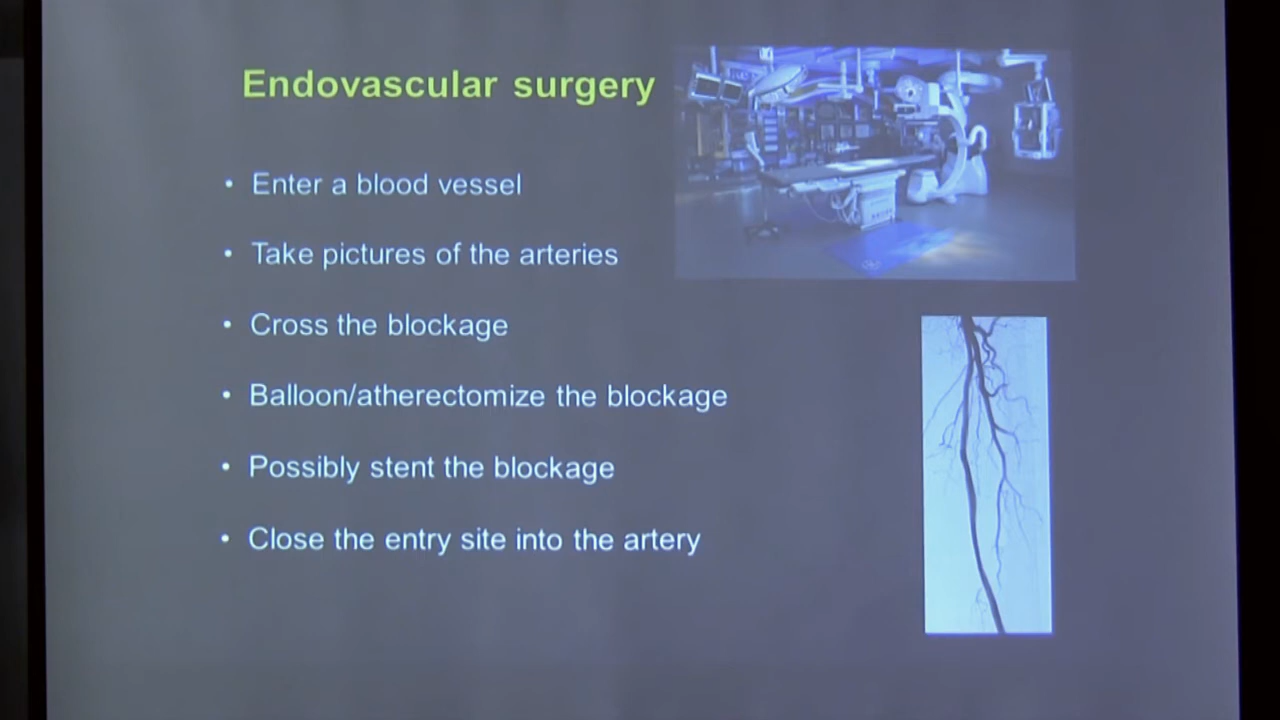 Endovascular surgery
• Enter a blood vessel
• Take pictures of the arteries
• Cross the blockage
• Balloon/atherectomize the blockage
• Possibly stent the blockage
• Close the entry site into the artery